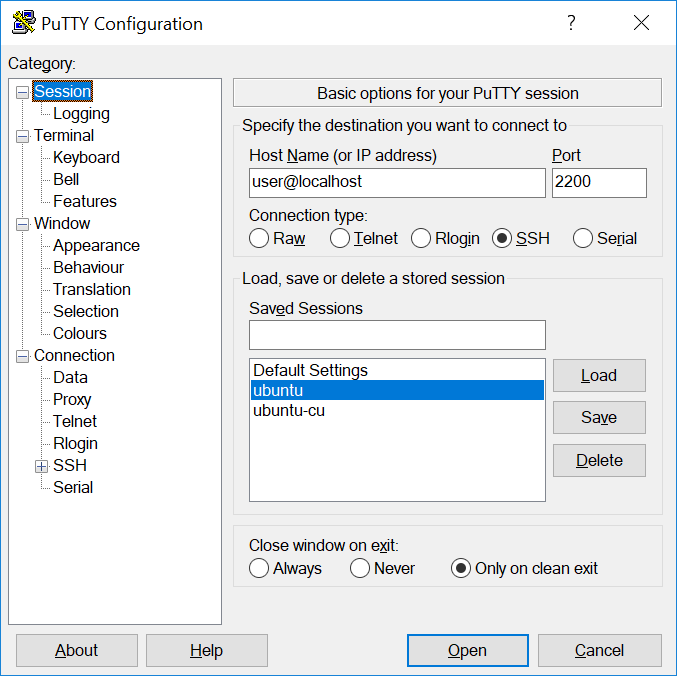 PuTTY Configuration
Category:
Session
Logging
Terminal
Keyboard
Bell
Features
Window
Appearance
Behaviour
Translation
Selection
Colours
Connection
Data
Proxy
Telnet
Rlogin
SSH
Serial
Basic options for your PuTTY session
Specify the destination you want to connect to
Host Name (or IP address) Port
user@localhost 2200
Connection type:
Raw Telnet Rlogin SSH Serial
Load, save or delete a stored session
Saved Sessions
Default Settings
ubuntu
ubuntu-cu
Load
Save
Delete
Close window on exit:
Always Never Only on clean exit
About Help Open Cancel